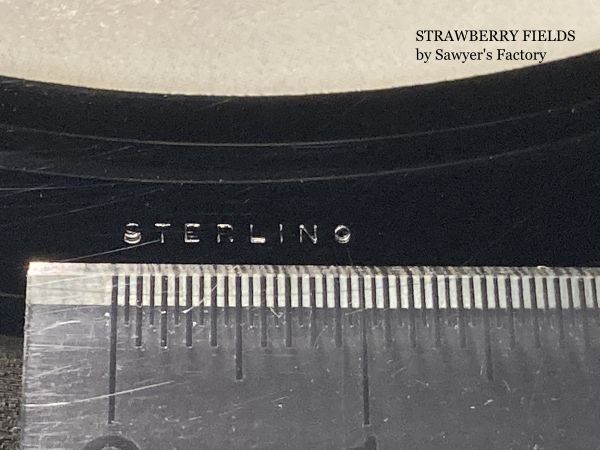 STRAWBERRY FIELDS
by Sawyer's Factory
STERLING